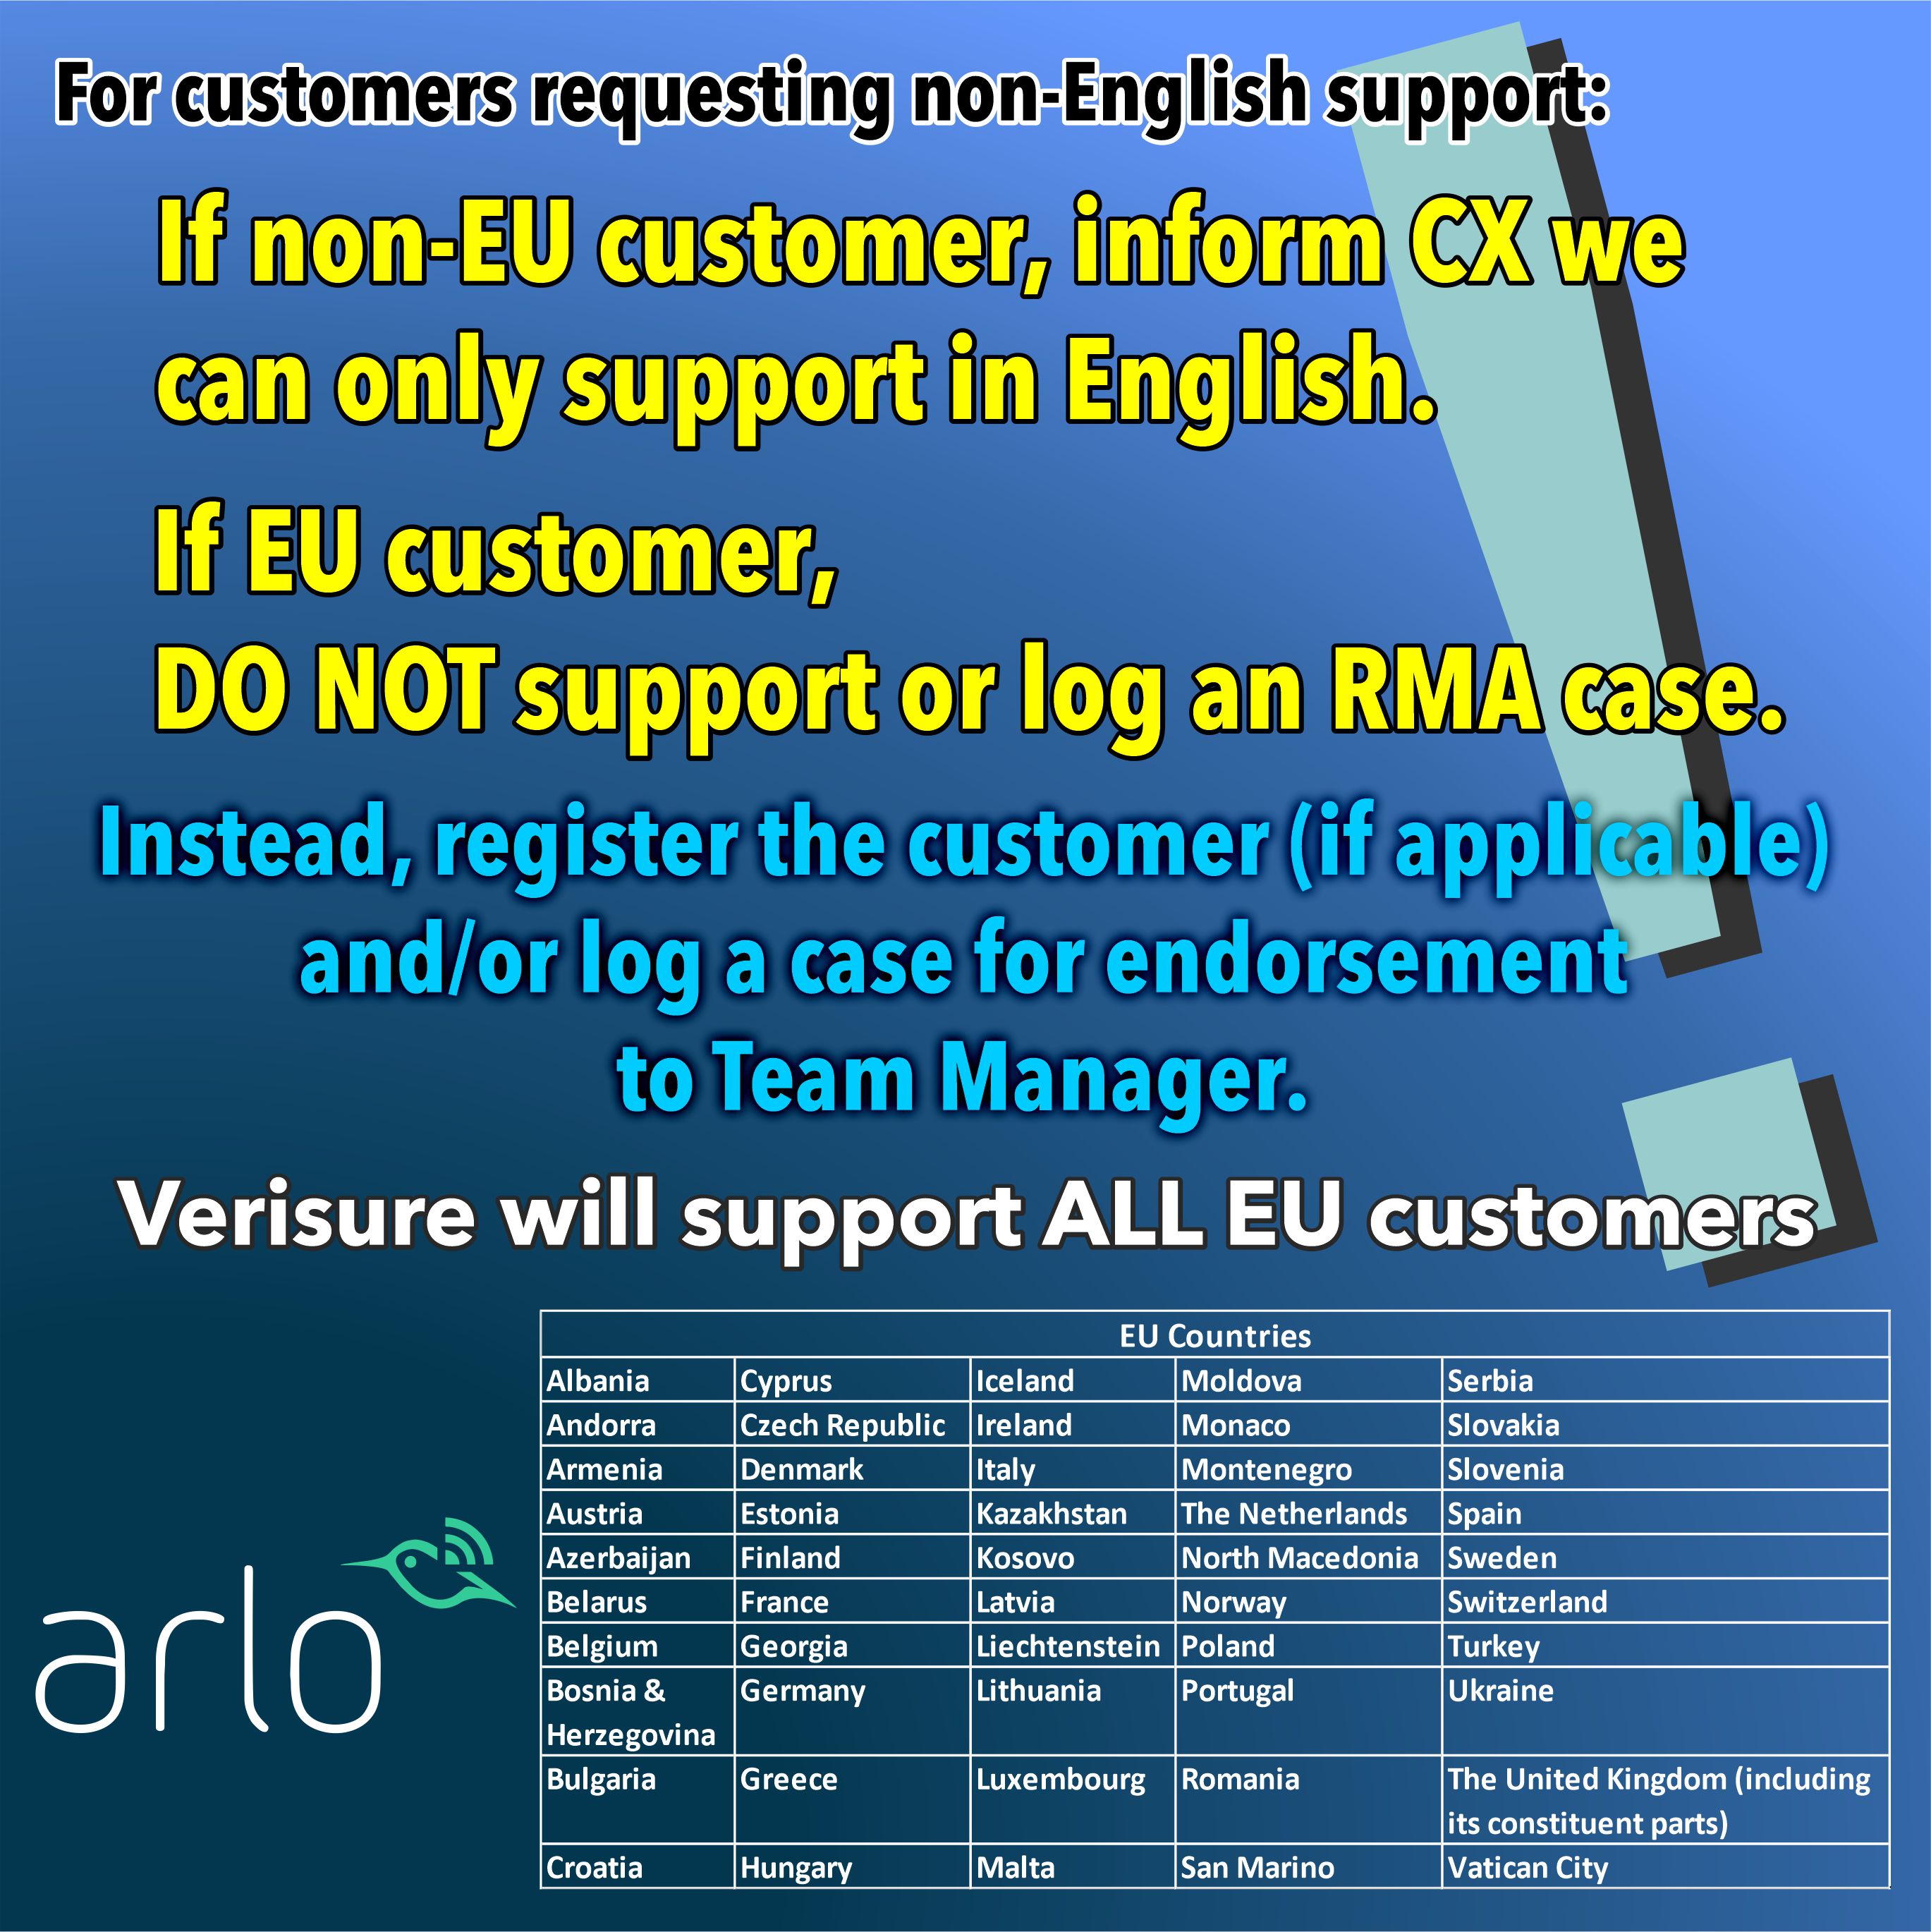 For customers requesting non-English support:
If non-EU customer, inform CX we
can only support in English.
If EU customer,
DO NOT support or log an RMA case.
Instead, register the customer (if applicable)
and/or log a case for endorsement
to Team Manager.
Verisure will support ALL EU customers
EU Countries
Albania Cyprus Iceland Moldova Serbia
Andorra Czech Republic Ireland Monaco Slovakia
Armenia Denmark Italy Montenegro Slovenia
Austria Estonia Kazakhstan The Netherlands Spain
Azerbaijan Finland Kosovo North Macedonia Sweden
Belarus France Latvia Norway Switzerland
Belgium Georgia Liechtenstein Poland Turkey
Bosnia & Germany Lithuania Portugal Ukraine
Herzegovina
Bulgaria Greece Luxembourg Romania The United Kingdom (including
its constituent parts)
Croatia Hungary Malta San Marino Vatican City
arlo